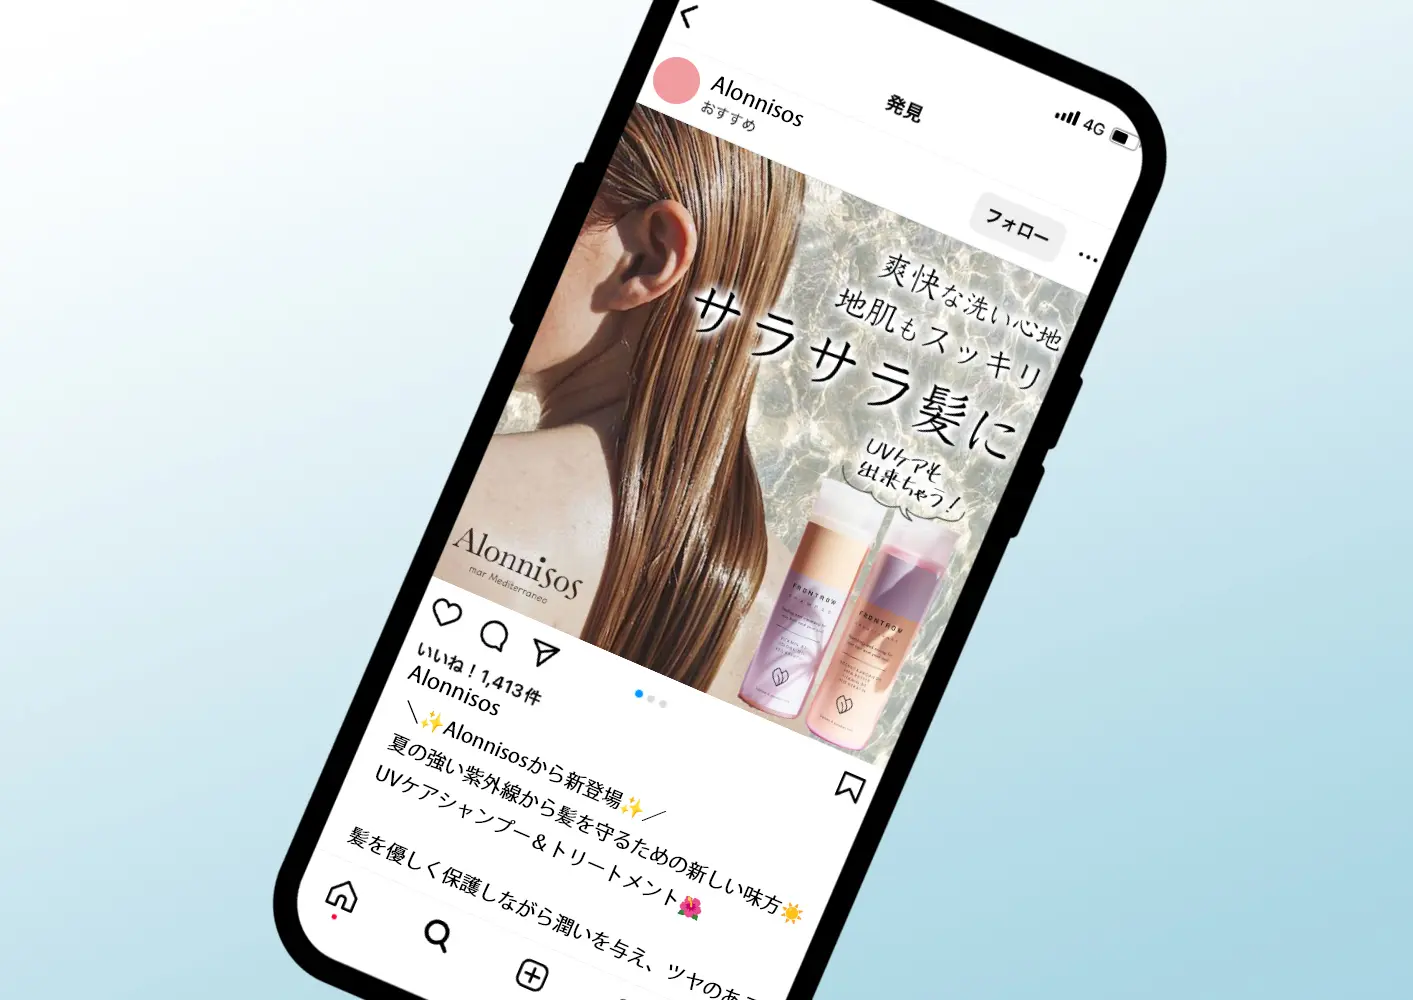 発見
4G
Alonnisos
おすすめ
フォロー
爽快な洗い心地
地肌もスッキリ
サラサラ髪に
UVケアも
出来ちゃう！
Alonnisos
mar Mediterraneo
FRONTROW
FRONTROW
いいね！1,413件
Alonnisos
＼✨Alonnisosから新登場✨／
夏の強い紫外線から髪を守るための新しい味方☀️
UVケアシャンプー＆トリートメント🌺
髪を優しく保護しながら潤いを与え、ツヤのある